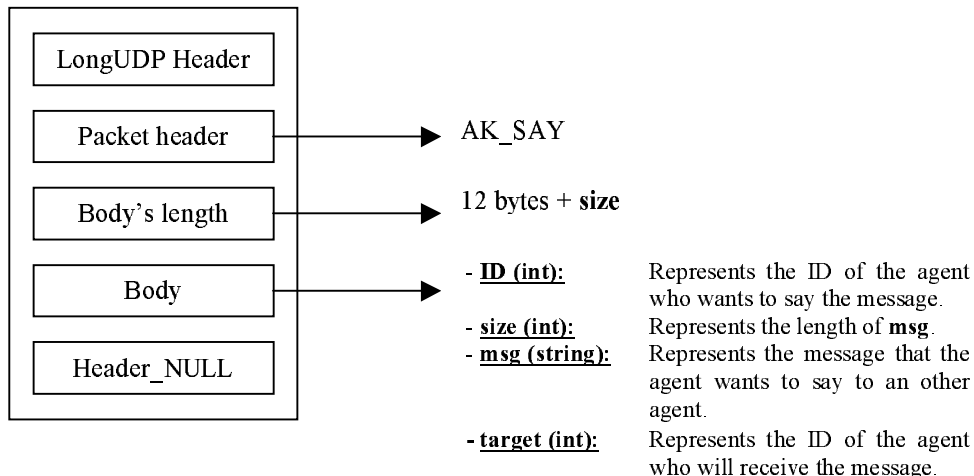 LongUDP Header
Packet header
AK_SAY
Body's length
12 bytes + size
Body
- ID (int): Represents the ID of the agent
who wants to say the message.
- size (int): Represents the length of msg.
- msg (string): Represents the message that the
agent wants to say to an other
agent.
Header_NULL
- target (int): Represents the ID of the agent
who will receive the message.